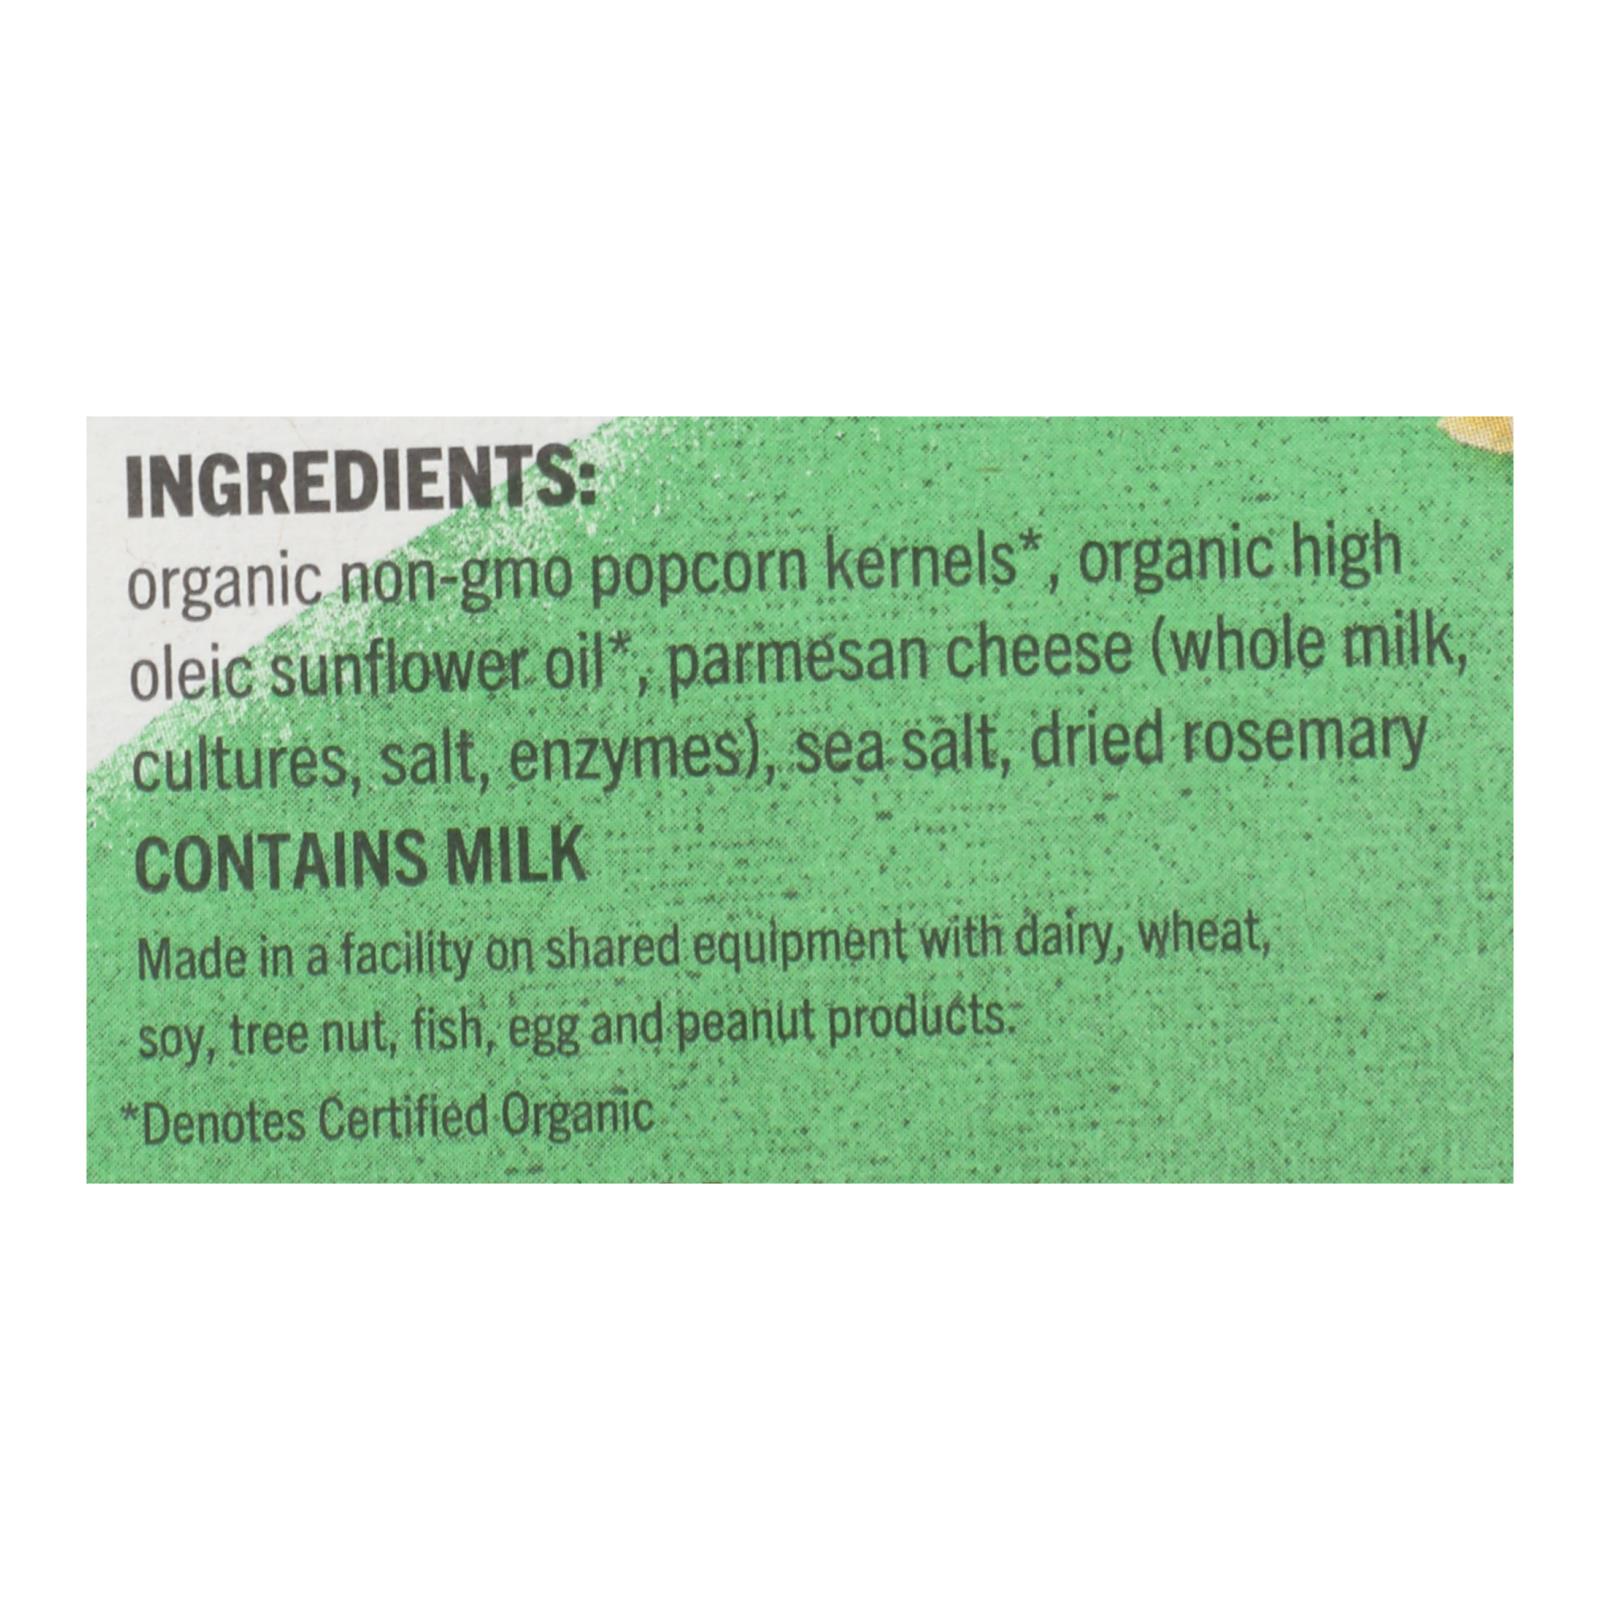 INGREDIENTS:
organic non-gmo popcorn kernels*, organic high
oleic sunflower oil*, parmesan cheese (whole milk,
cultures, salt, enzymes), sea salt, dried rosemary
CONTAINS MILK
Made in a facility on shared equipment with dairy, wheat,
soy, tree nut, fish, egg and peanut products.
*Denotes Certified Organic